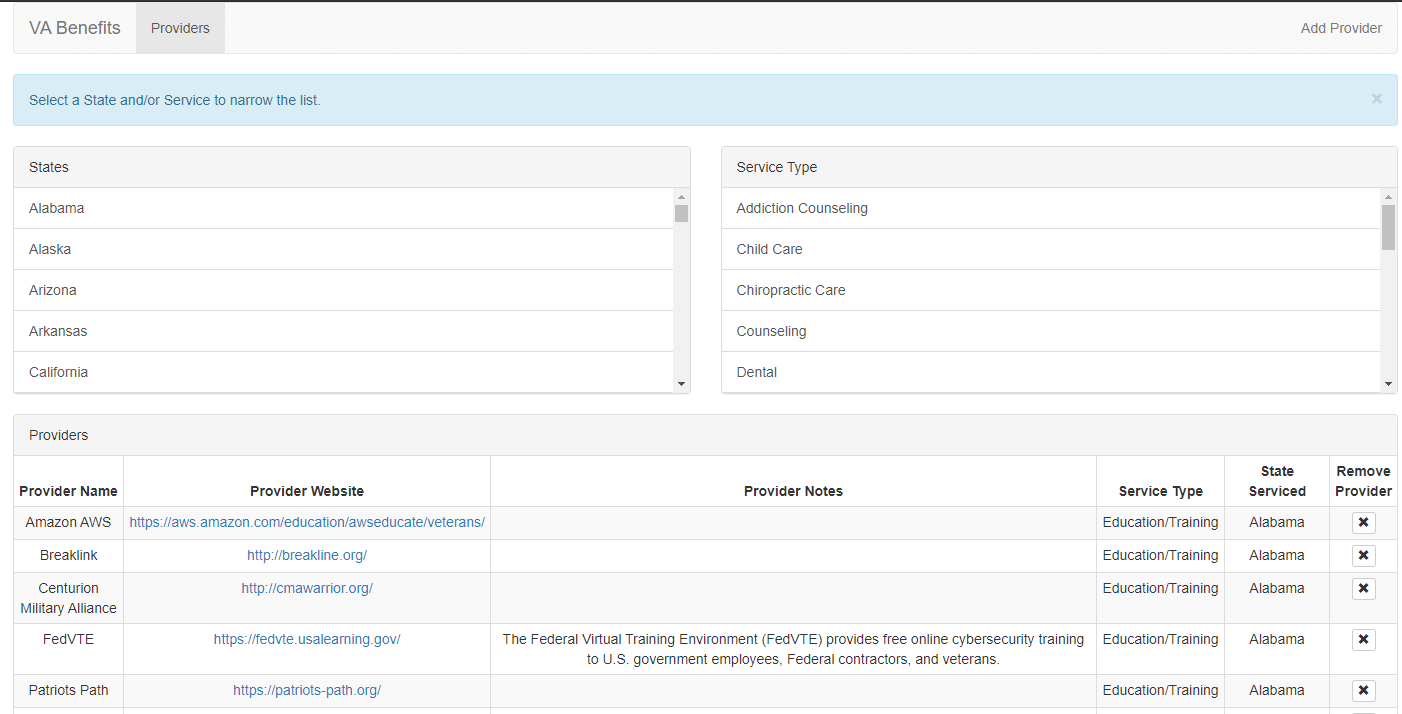 VA Benefits Providers Add Provider
Select a State and/or Service to narrow the list. ×
States
Alabama
Alaska
Arizona
Arkansas
California
Service Type
Addiction Counseling
Child Care
Chiropractic Care
Counseling
Dental
Providers
Provider Name Provider Website Provider Notes Service Type State Serviced Remove Provider
Amazon AWS https://aws.amazon.com/education/awseducate/veterans/ Education/Training Alabama
Breaklink http://breakline.org/ Education/Training Alabama
Centurion Military Alliance http://cmawarrior.org/ Education/Training Alabama
FedVTE https://fedvte.usalearning.gov/ The Federal Virtual Training Environment (FedVTE) provides free online cybersecurity training
to U.S. government employees, Federal contractors, and veterans. Education/Training Alabama
Patriots Path https://patriots-path.org/ Education/Training Alabama